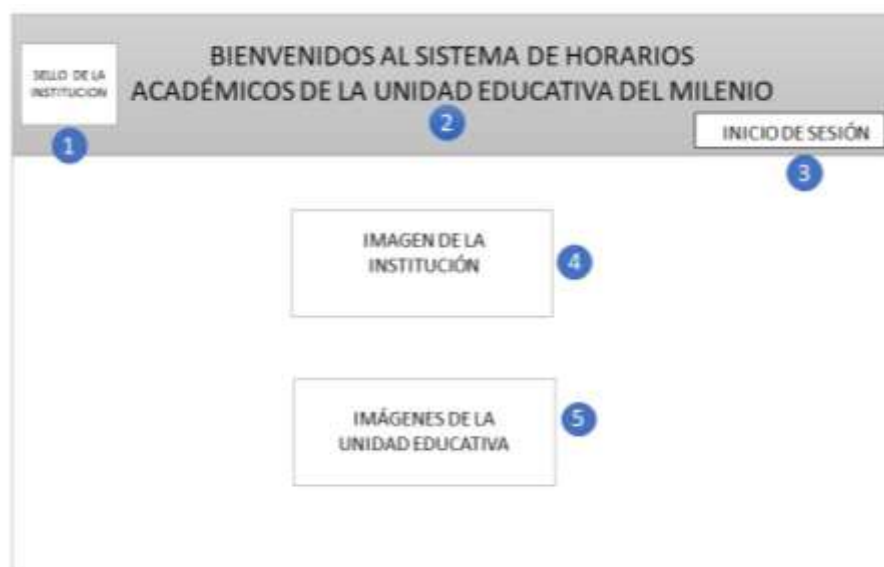 BIENVENIDOS AL SISTEMA DE HORARIOS
ACADÉMICOS DE LA UNIDAD EDUCATIVA DEL MILENIO
SELLO DE LA
INSTITUCION
1
2
INICIO DE SESIÓN
3
IMAGEN DE LA
INSTITUCIÓN
4
IMÁGENES DE LA
UNIDAD EDUCATIVA
5